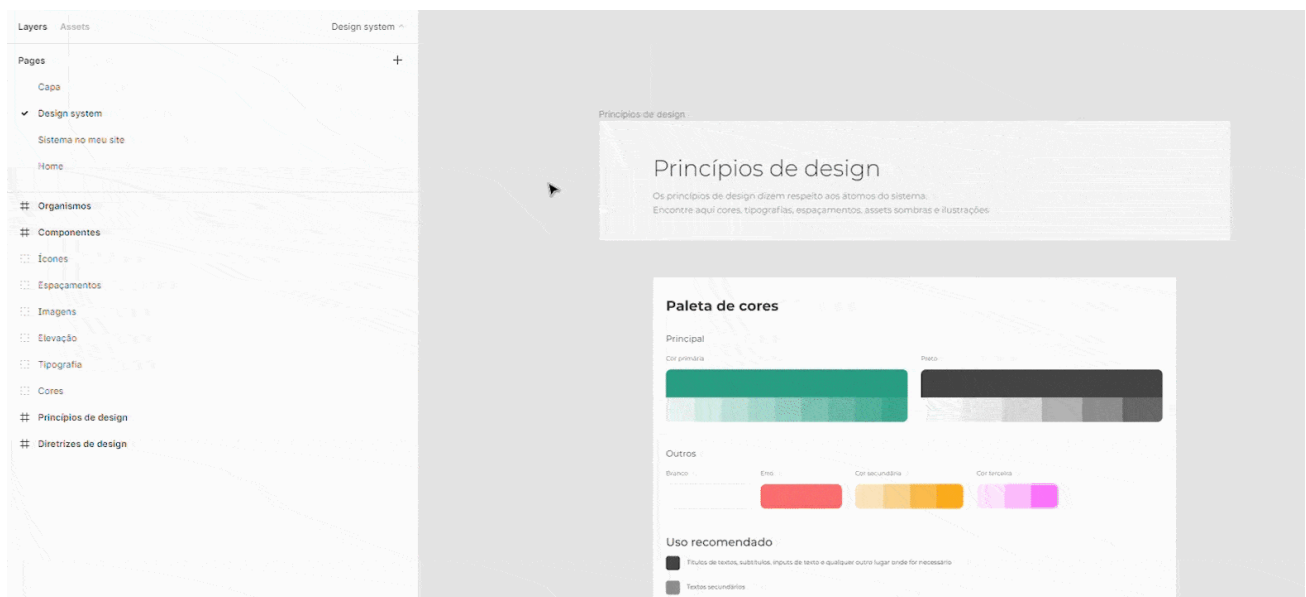 Layers Assets Design system
Pages
Capa
Design system
Sistema no meu site
Home
Organismos
Componentes
Ícones
Espaçamentos
Imagens
Elevação
Tipografia
Cores
Princípios de design
Diretrizes de design
Princípios de design
Princípios de design
Os princípios de design dizem respeito aos átomos do sistema.
Encontre aqui cores, tipografias, espaçamentos, assets sombras e ilustrações
Paleta de cores
Principal
Cor primária Preto
Outros
Branco Erro Cor secundária Cor terceira
Uso recomendado
Títulos de textos, subtítulos, inputs de texto e qualquer outro lugar onde for necessário
Textos secundários